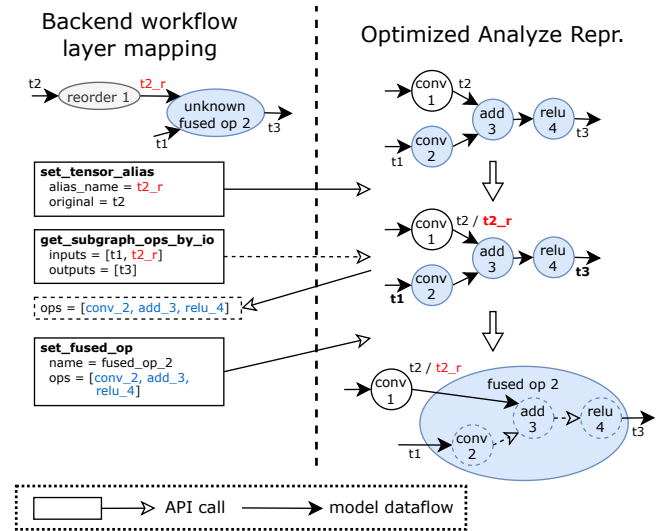 Backend workflow
layer mapping
t2
reorder 1
t2_r
unknown
fused op 2
t1
t3
set_tensor_alias
alias_name = t2_r
original = t2
get_subgraph_ops_by_io
inputs = [t1, t2_r]
outputs = [t3]
ops = [conv_2, add_3, relu_4]
set_fused_op
name = fused_op_2
ops = [conv_2, add_3,
relu_4]
Optimized Analyze Repr.
conv
1
t2
add
3
relu
4
t3
t1
conv
2
conv
1
t2 / t2_r
add
3
relu
4
t3
t1
conv
2
t2 / t2_r
conv
1
fused op 2
add
3
relu
4
t3
t1
conv
2
API call
model dataflow